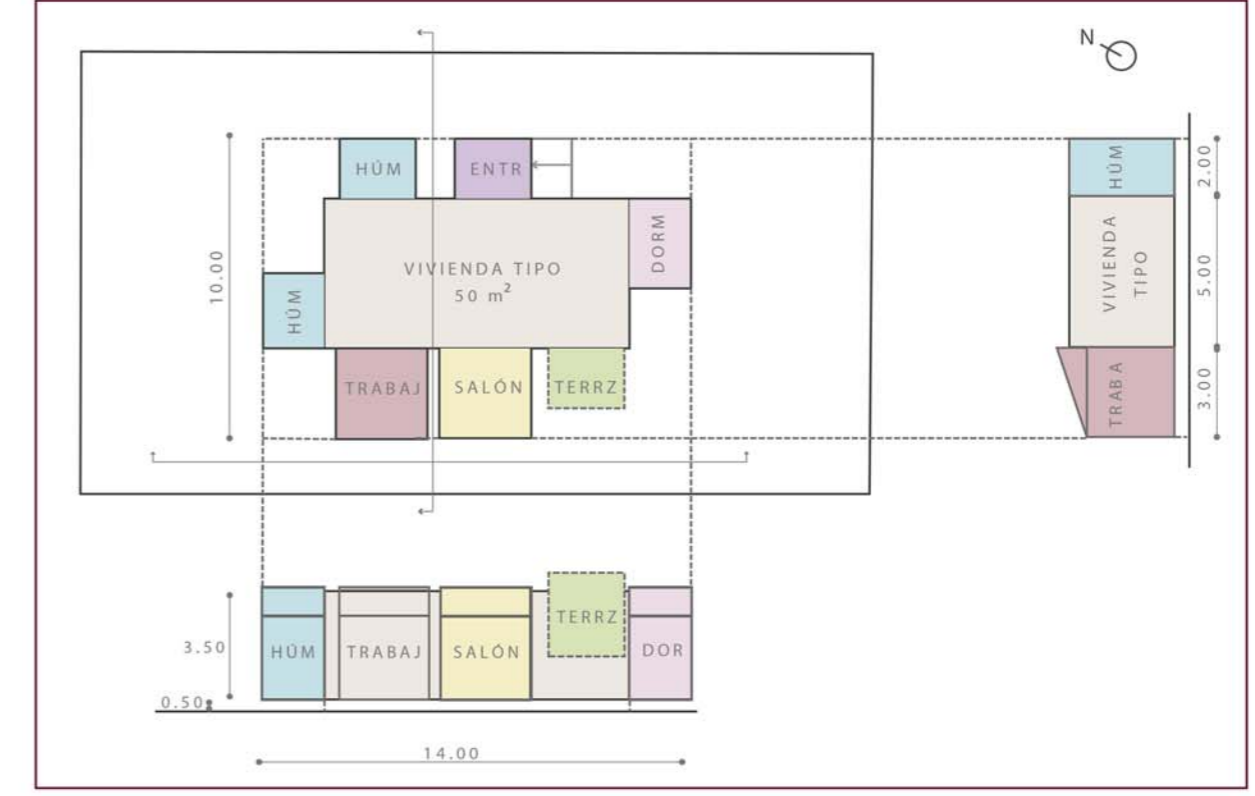 N
HÚM
ENTR
HÚM
2.00
DORM
VIVIENDA TIPO
50 m²
10.00
VIVIENDA
TIPO
5.00
HÚM
TRABAJ
SALÓN
TERRZ
TRABA
3.00
TERRZ
3.50
HÚM
TRABAJ
SALÓN
DOR
0.50
14.00